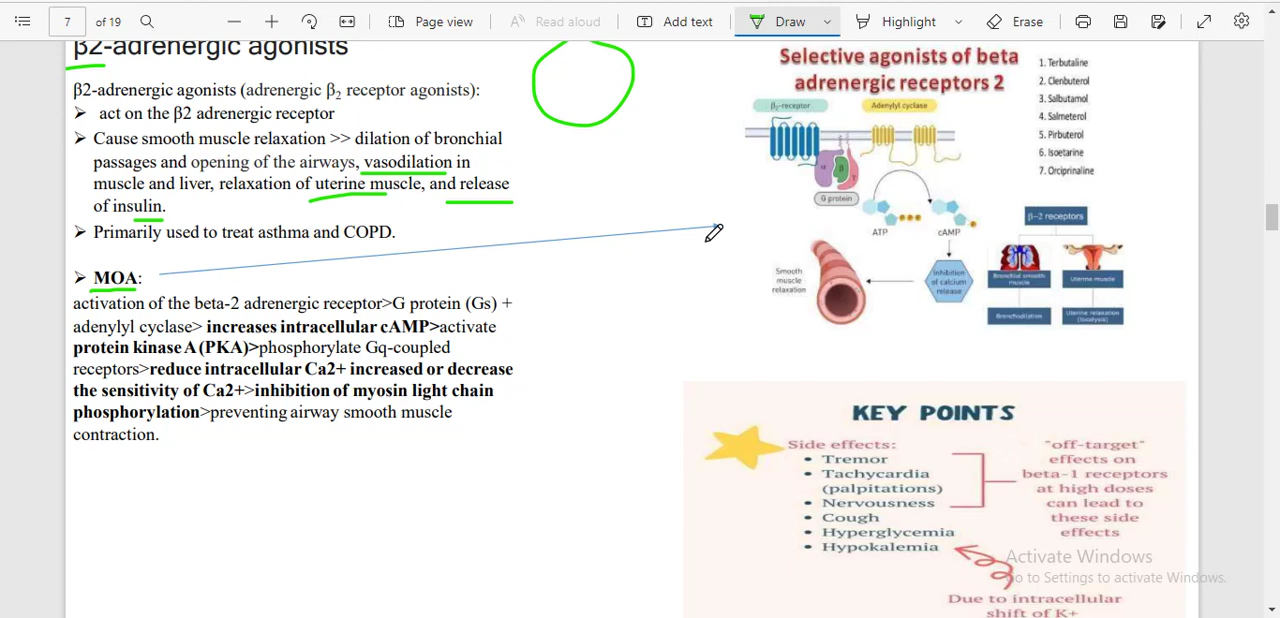 7 of 19
Page view
Read aloud
Add text
Draw
Highlight
Erase
β2-adrenergic agonists
β2-adrenergic agonists (adrenergic β2 receptor agonists):
➢ act on the β2 adrenergic receptor
➢ Cause smooth muscle relaxation >> dilation of bronchial
passages and opening of the airways, vasodilation in
muscle and liver, relaxation of uterine muscle, and release
of insulin.
➢ Primarily used to treat asthma and COPD.
➢ MOA:
activation of the beta-2 adrenergic receptor>G protein (Gs) +
adenylyl cyclase> increases intracellular cAMP>activate
protein kinase A (PKA)>phosphorylate Gq-coupled
receptors>reduce intracellular Ca2+ increased or decrease
the sensitivity of Ca2+>inhibition of myosin light chain
phosphorylation>preventing airway smooth muscle
contraction.
Selective agonists of beta
adrenergic receptors 2
β2-receptor
Adenylyl cyclase
α
β
γ
G protein
ATP
cAMP
Smooth
muscle
relaxation
Inhibition
of calcium
release
1. Terbutaline
2. Clenbuterol
3. Salbutamol
4. Salmeterol
5. Pirbuterol
6. Isoetarine
7. Orciprinaline
β-2 receptors
Bronchial smooth
muscle
Uterine muscle
Bronchodilation
Uterine relaxation
(tocolysis)
KEY POINTS
Side effects:
• Tremor
• Tachycardia
(palpitations)
• Nervousness
• Cough
• Hyperglycemia
• Hypokalemia
"off-target"
effects on
beta-1 receptors
at high doses
can lead to
these side
effects
Due to intracellular
shift of K+
Activate Windows
Go to Settings to activate Windows.